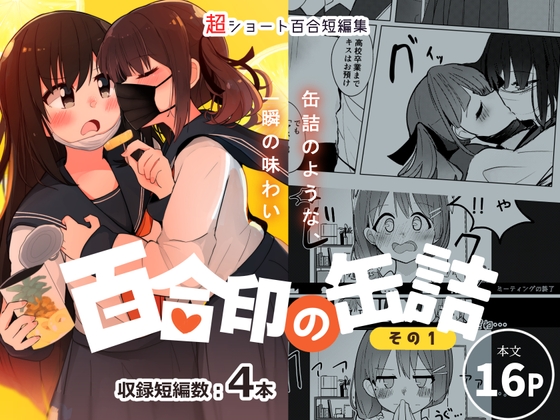 超ショート百合短編集
缶詰のような、
一瞬の味わい
高校卒業まで
キスはお預け
でも
!!
や
ミーティングの終了
百合印の缶詰
その1
収録短編数：4本
本文
16P